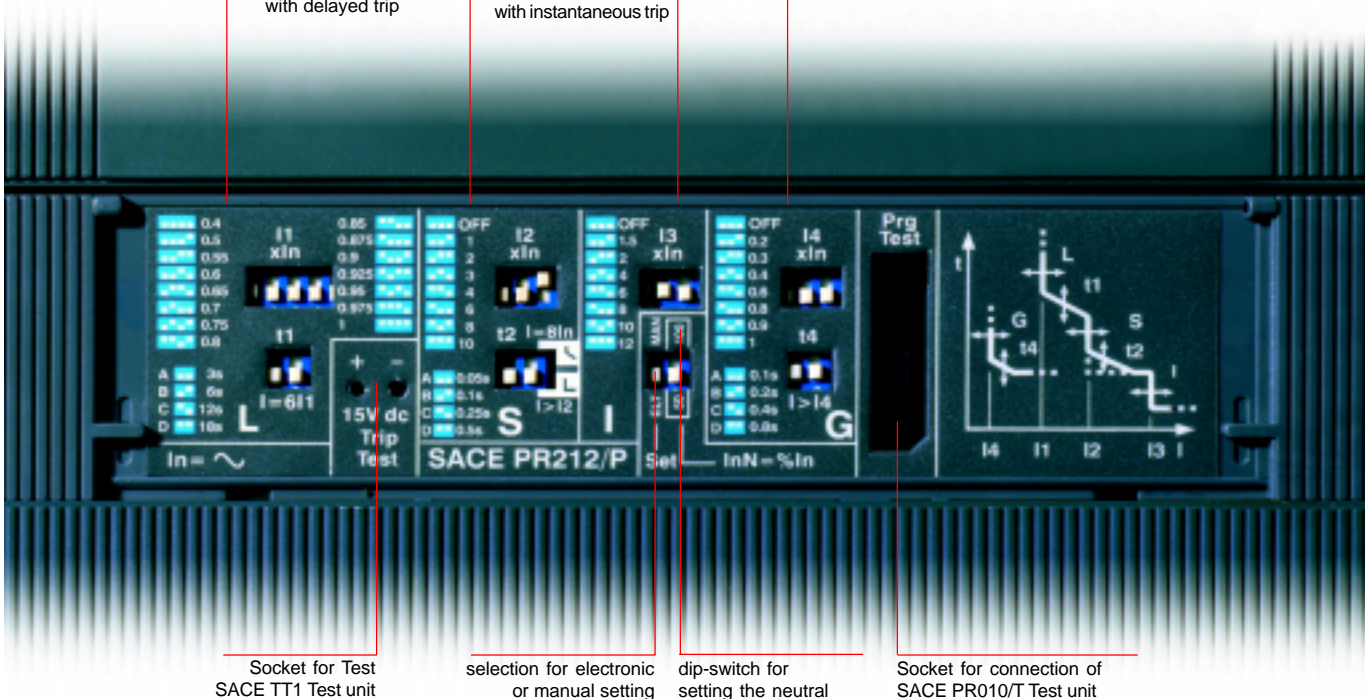 with delayed trip
with instantaneous trip
0.4
0.5
0.55
0.6
0.65
0.7
0.75
0.8
I1
xIn
0.85
0.875
0.9
0.925
0.95
0.975
1
t1
A 3s
B 6s
C 12s
D 18s
I=6I1
L
In=
+ -
15V dc
Trip
Test
OFF
1
2
3
4
6
8
10
I2
xIn
t2 I=8In
A 0.05s
B 0.1s
C 0.25s
D 0.5s
I>I2
S
SACE PR212/P
OFF
1.5
2
4
6
8
10
12
I3
xIn
I
MAN
Set InN=%In
OFF
0.2
0.3
0.4
0.6
0.8
0.9
1
I4
xIn
t4
A 0.1s
B 0.2s
C 0.4s
D 0.8s
I>I4
G
Prg
Test
t
L
t1
G
t4
S
t2
I
I4 I1 I2 I3 I
Socket for Test
SACE TT1 Test unit
selection for electronic
or manual setting
dip-switch for
setting the neutral
Socket for connection of
SACE PR010/T Test unit